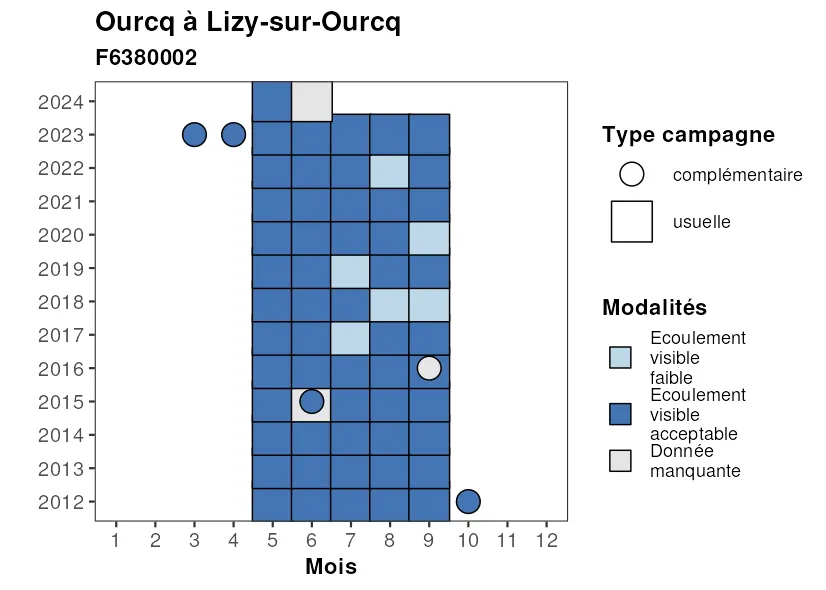 Ourcq à Lizy-sur-Ourcq
F6380002
2024
2023
2022
2021
2020
2019
2018
2017
2016
2015
2014
2013
2012
1 2 3 4 5 6 7 8 9 10 11 12
Mois
Type campagne
complémentaire
usuelle
Modalités
Ecoulement
visible
faible
Ecoulement
visible
acceptable
Donnée
manquante